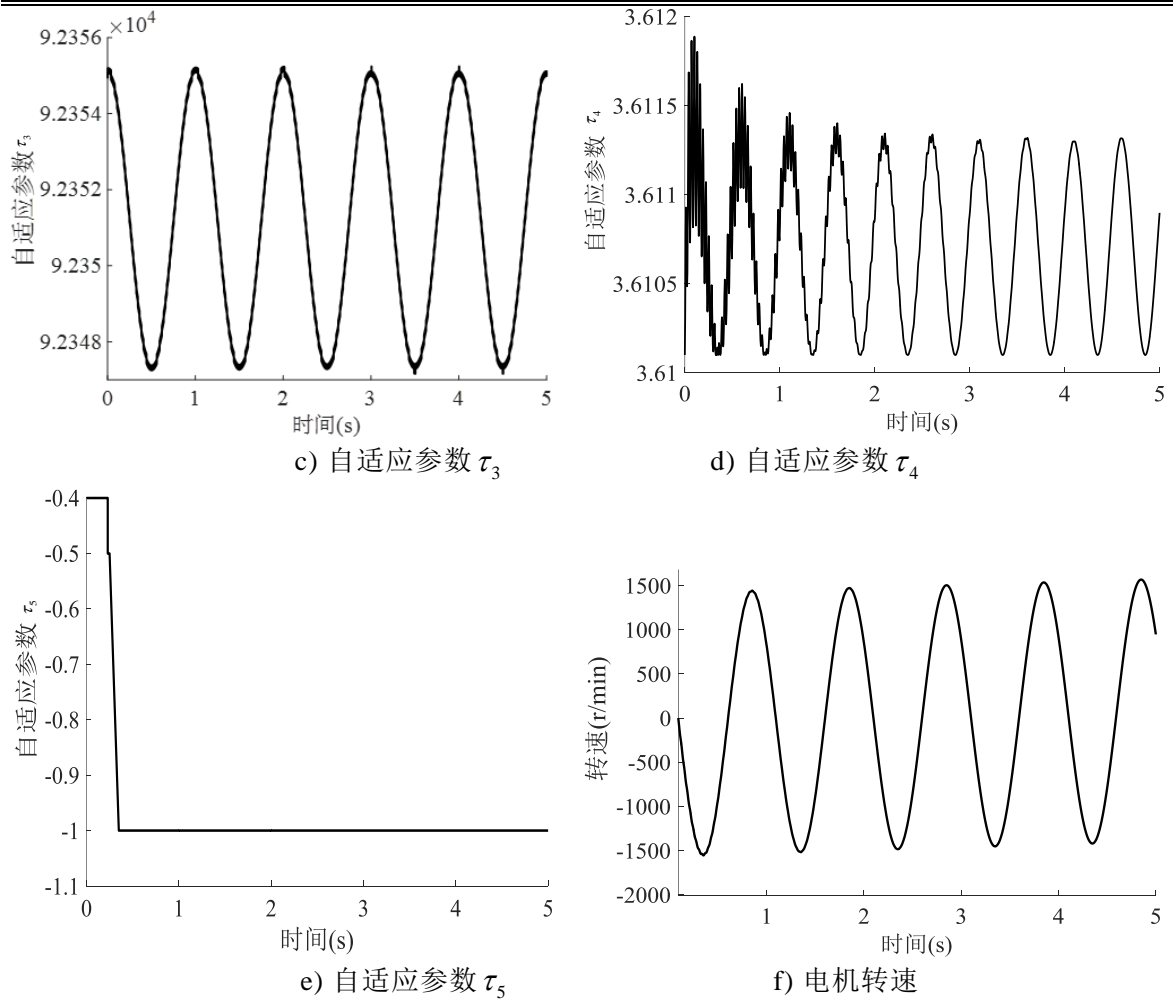 ×10⁴
9.2356
9.2354
9.2352
9.235
9.2348
自适应参数 τ₃
0 1 2 3 4 5
时间(s)
c) 自适应参数 τ₃
3.612
3.6115
3.611
3.6105
3.61
自适应参数 τ₄
0 1 2 3 4 5
时间(s)
d) 自适应参数 τ₄
-0.4
-0.5
-0.6
-0.7
-0.8
-0.9
-1
-1.1
自适应参数 τ₅
0 1 2 3 4 5
时间(s)
e) 自适应参数 τ₅
1500
1000
500
0
-500
-1000
-1500
-2000
转速(r/min)
1 2 3 4 5
时间(s)
f) 电机转速